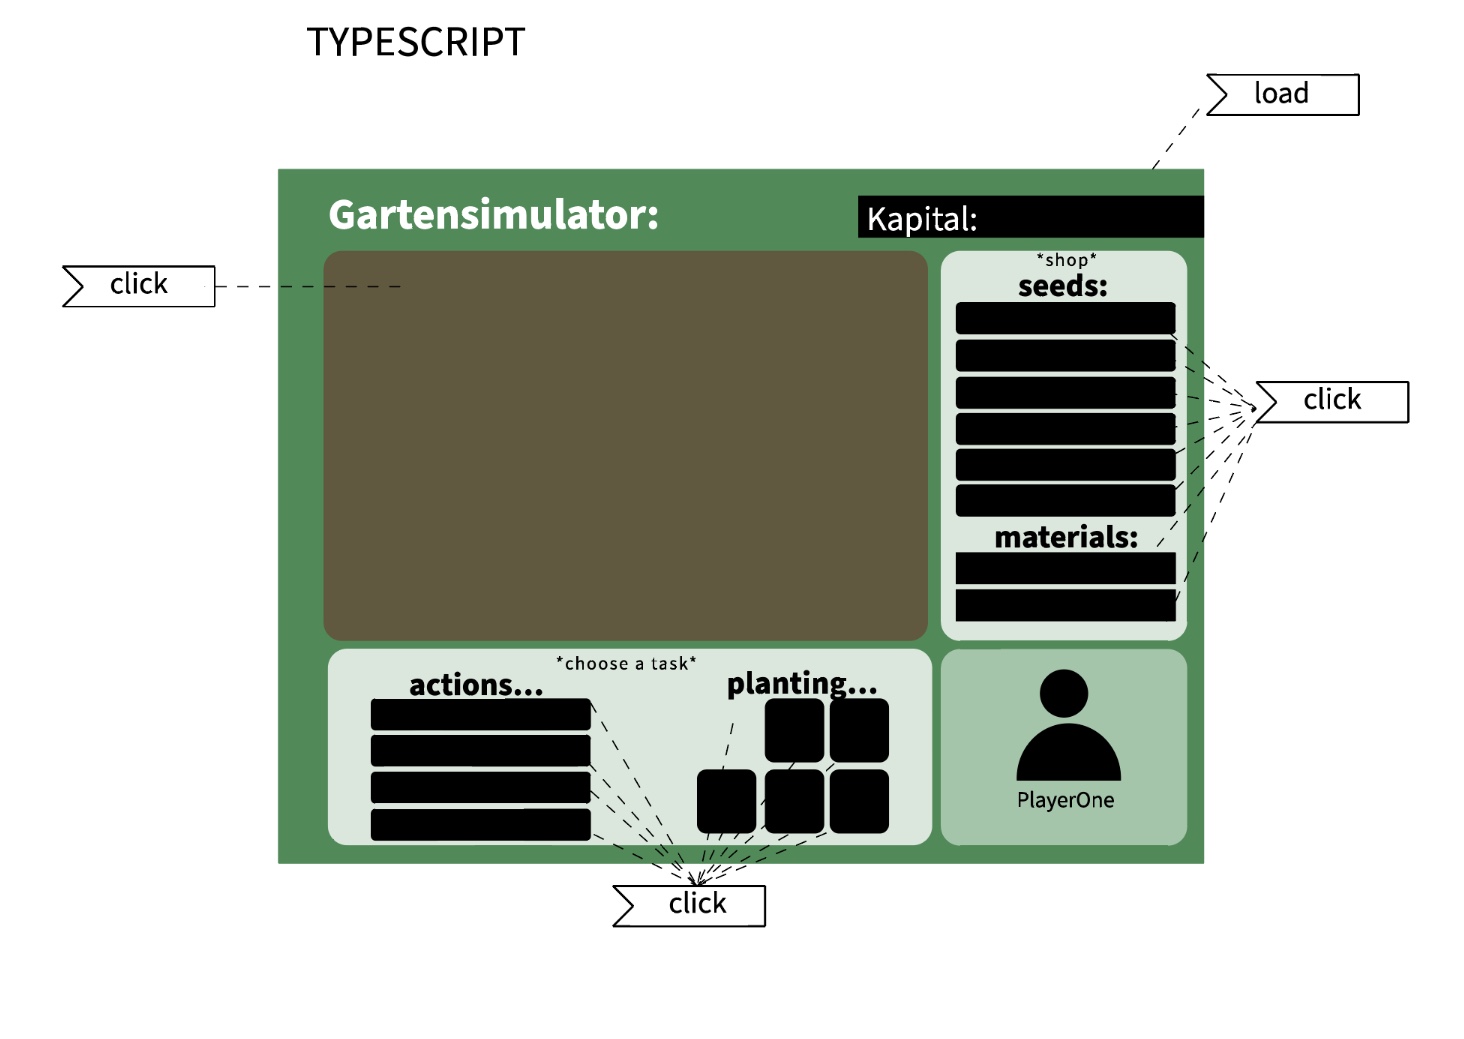 TYPESCRIPT
load
Gartensimulator:
Kapital:
click
*shop*
seeds:
click
materials:
*choose a task*
actions...
planting...
PlayerOne
click